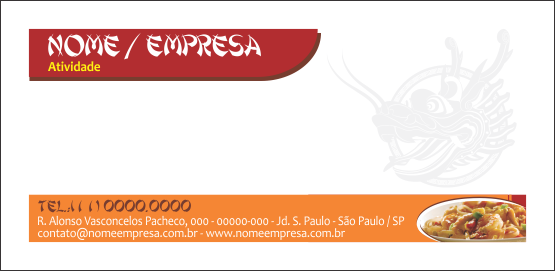 NOME / EMPRESA
Atividade
TEL.: ( ) 0000.0000
R. Alonso Vasconcelos Pacheco, 000 - 00000-000 - Jd. S. Paulo - São Paulo / SP
contato@nomeempresa.com.br - www.nomeempresa.com.br